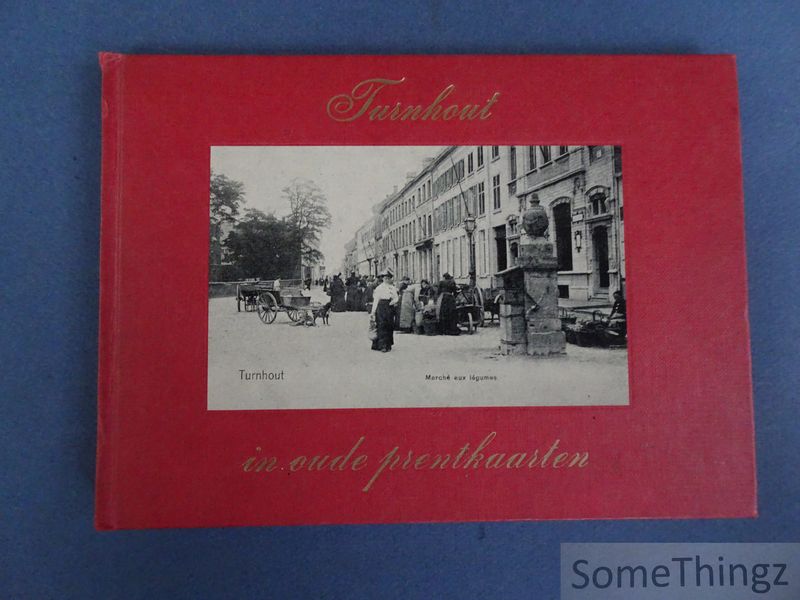 Turnhout
Turnhout
Marché aux légumes
in oude prentkaarten
SomeThingz